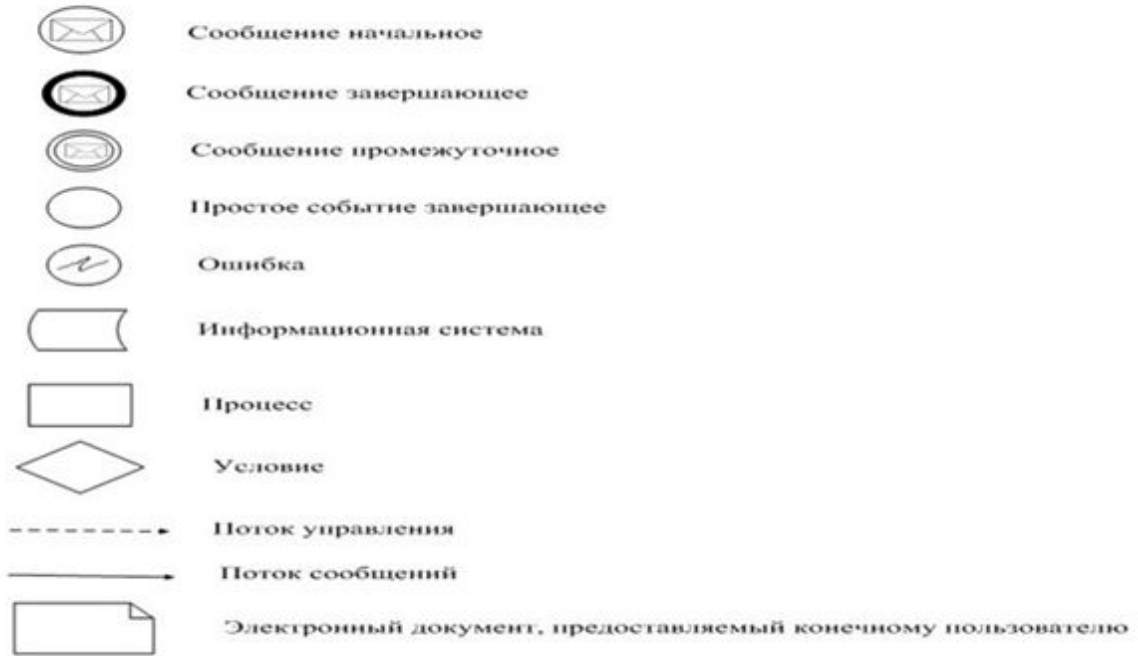 Сообщение начальное
Сообщение завершающее
Сообщение промежуточное
Простое событие завершающее
Ошибка
Информационная система
Процесс
Условие
Поток управления
Поток сообщений
Электронный документ, предоставляемый конечному пользователю